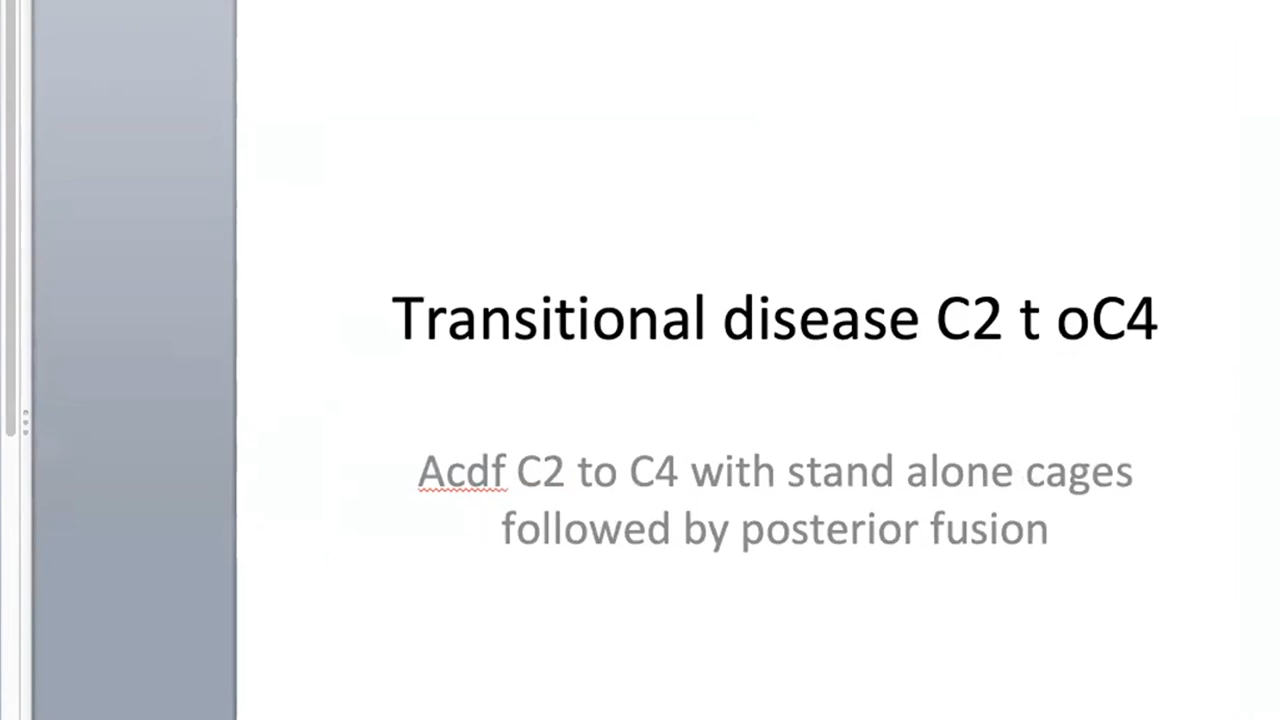 Transitional disease C2 t oC4
Acdf C2 to C4 with stand alone cages
followed by posterior fusion